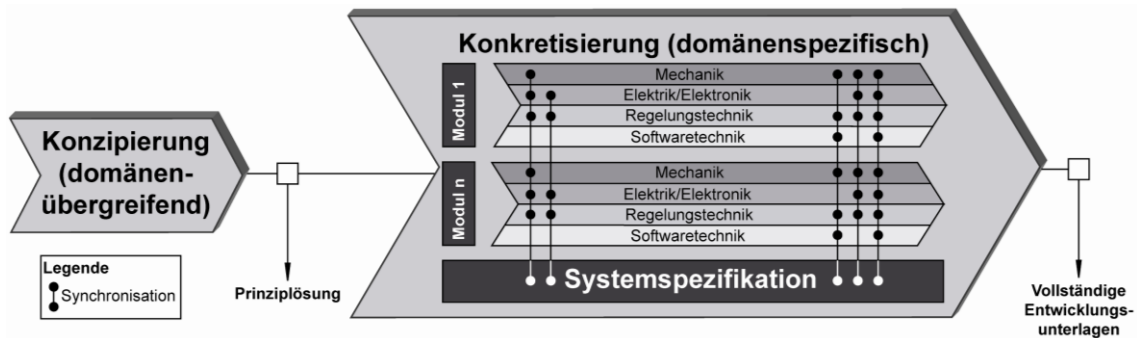 Konzipierung
(domänen-
übergreifend)
Legende
Synchronisation
Prinziplösung
Konkretisierung (domänenspezifisch)
Modul 1
Mechanik
Elektrik/Elektronik
Regelungstechnik
Softwaretechnik
Modul n
Mechanik
Elektrik/Elektronik
Regelungstechnik
Softwaretechnik
Systemspezifikation
Vollständige
Entwicklungs-
unterlagen